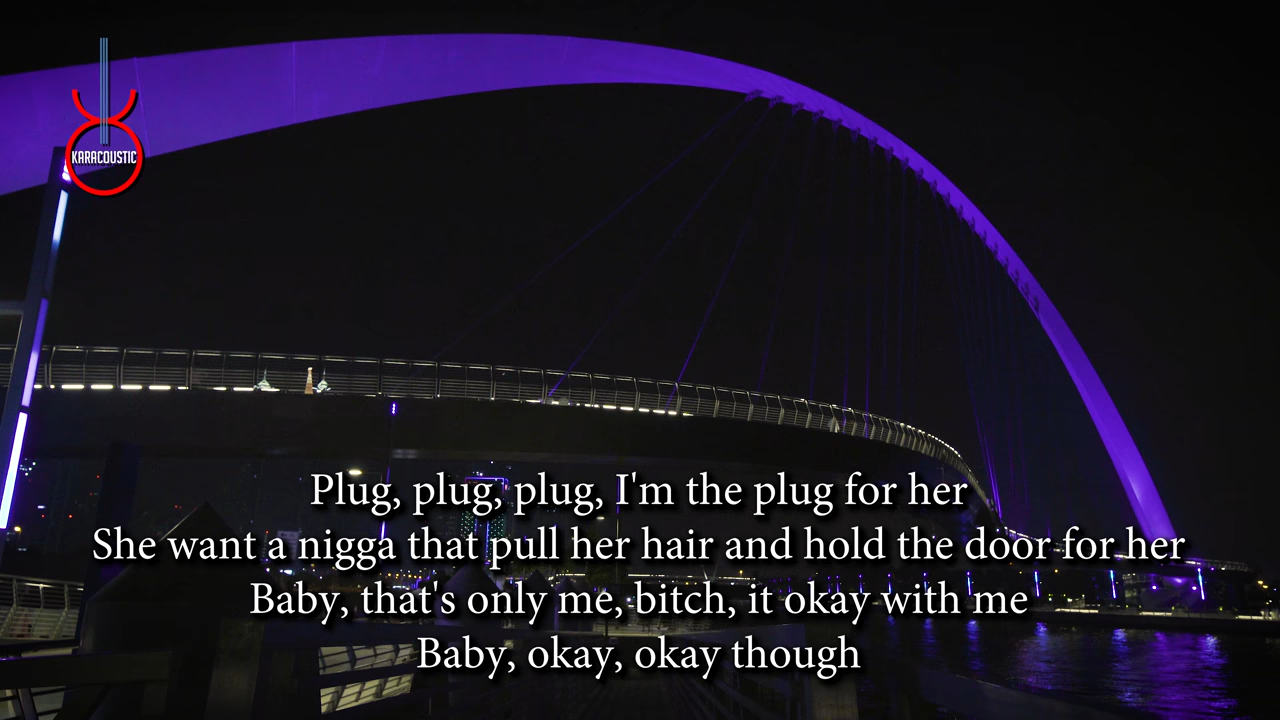 KARACOUSTIC
Plug, plug, plug, I'm the plug for her
She want a nigga that pull her hair and hold the door for her
Baby, that's only me, bitch, it okay with me
Baby, okay, okay though